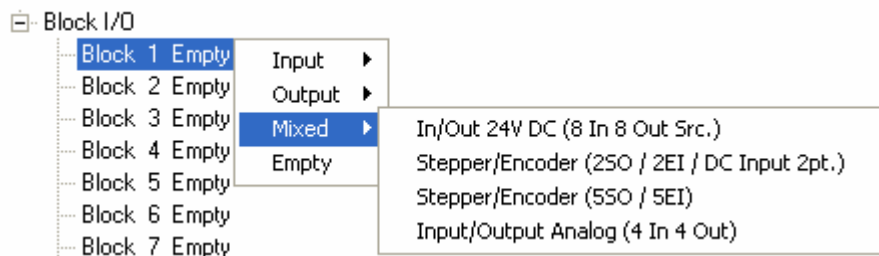 Block I/O
Block 1 Empty
Block 2 Empty
Block 3 Empty
Block 4 Empty
Block 5 Empty
Block 6 Empty
Block 7 Empty
Input
Output
Mixed
Empty
In/Out 24V DC (8 In 8 Out Src.)
Stepper/Encoder (2SO / 2EI / DC Input 2pt.)
Stepper/Encoder (5SO / 5EI)
Input/Output Analog (4 In 4 Out)